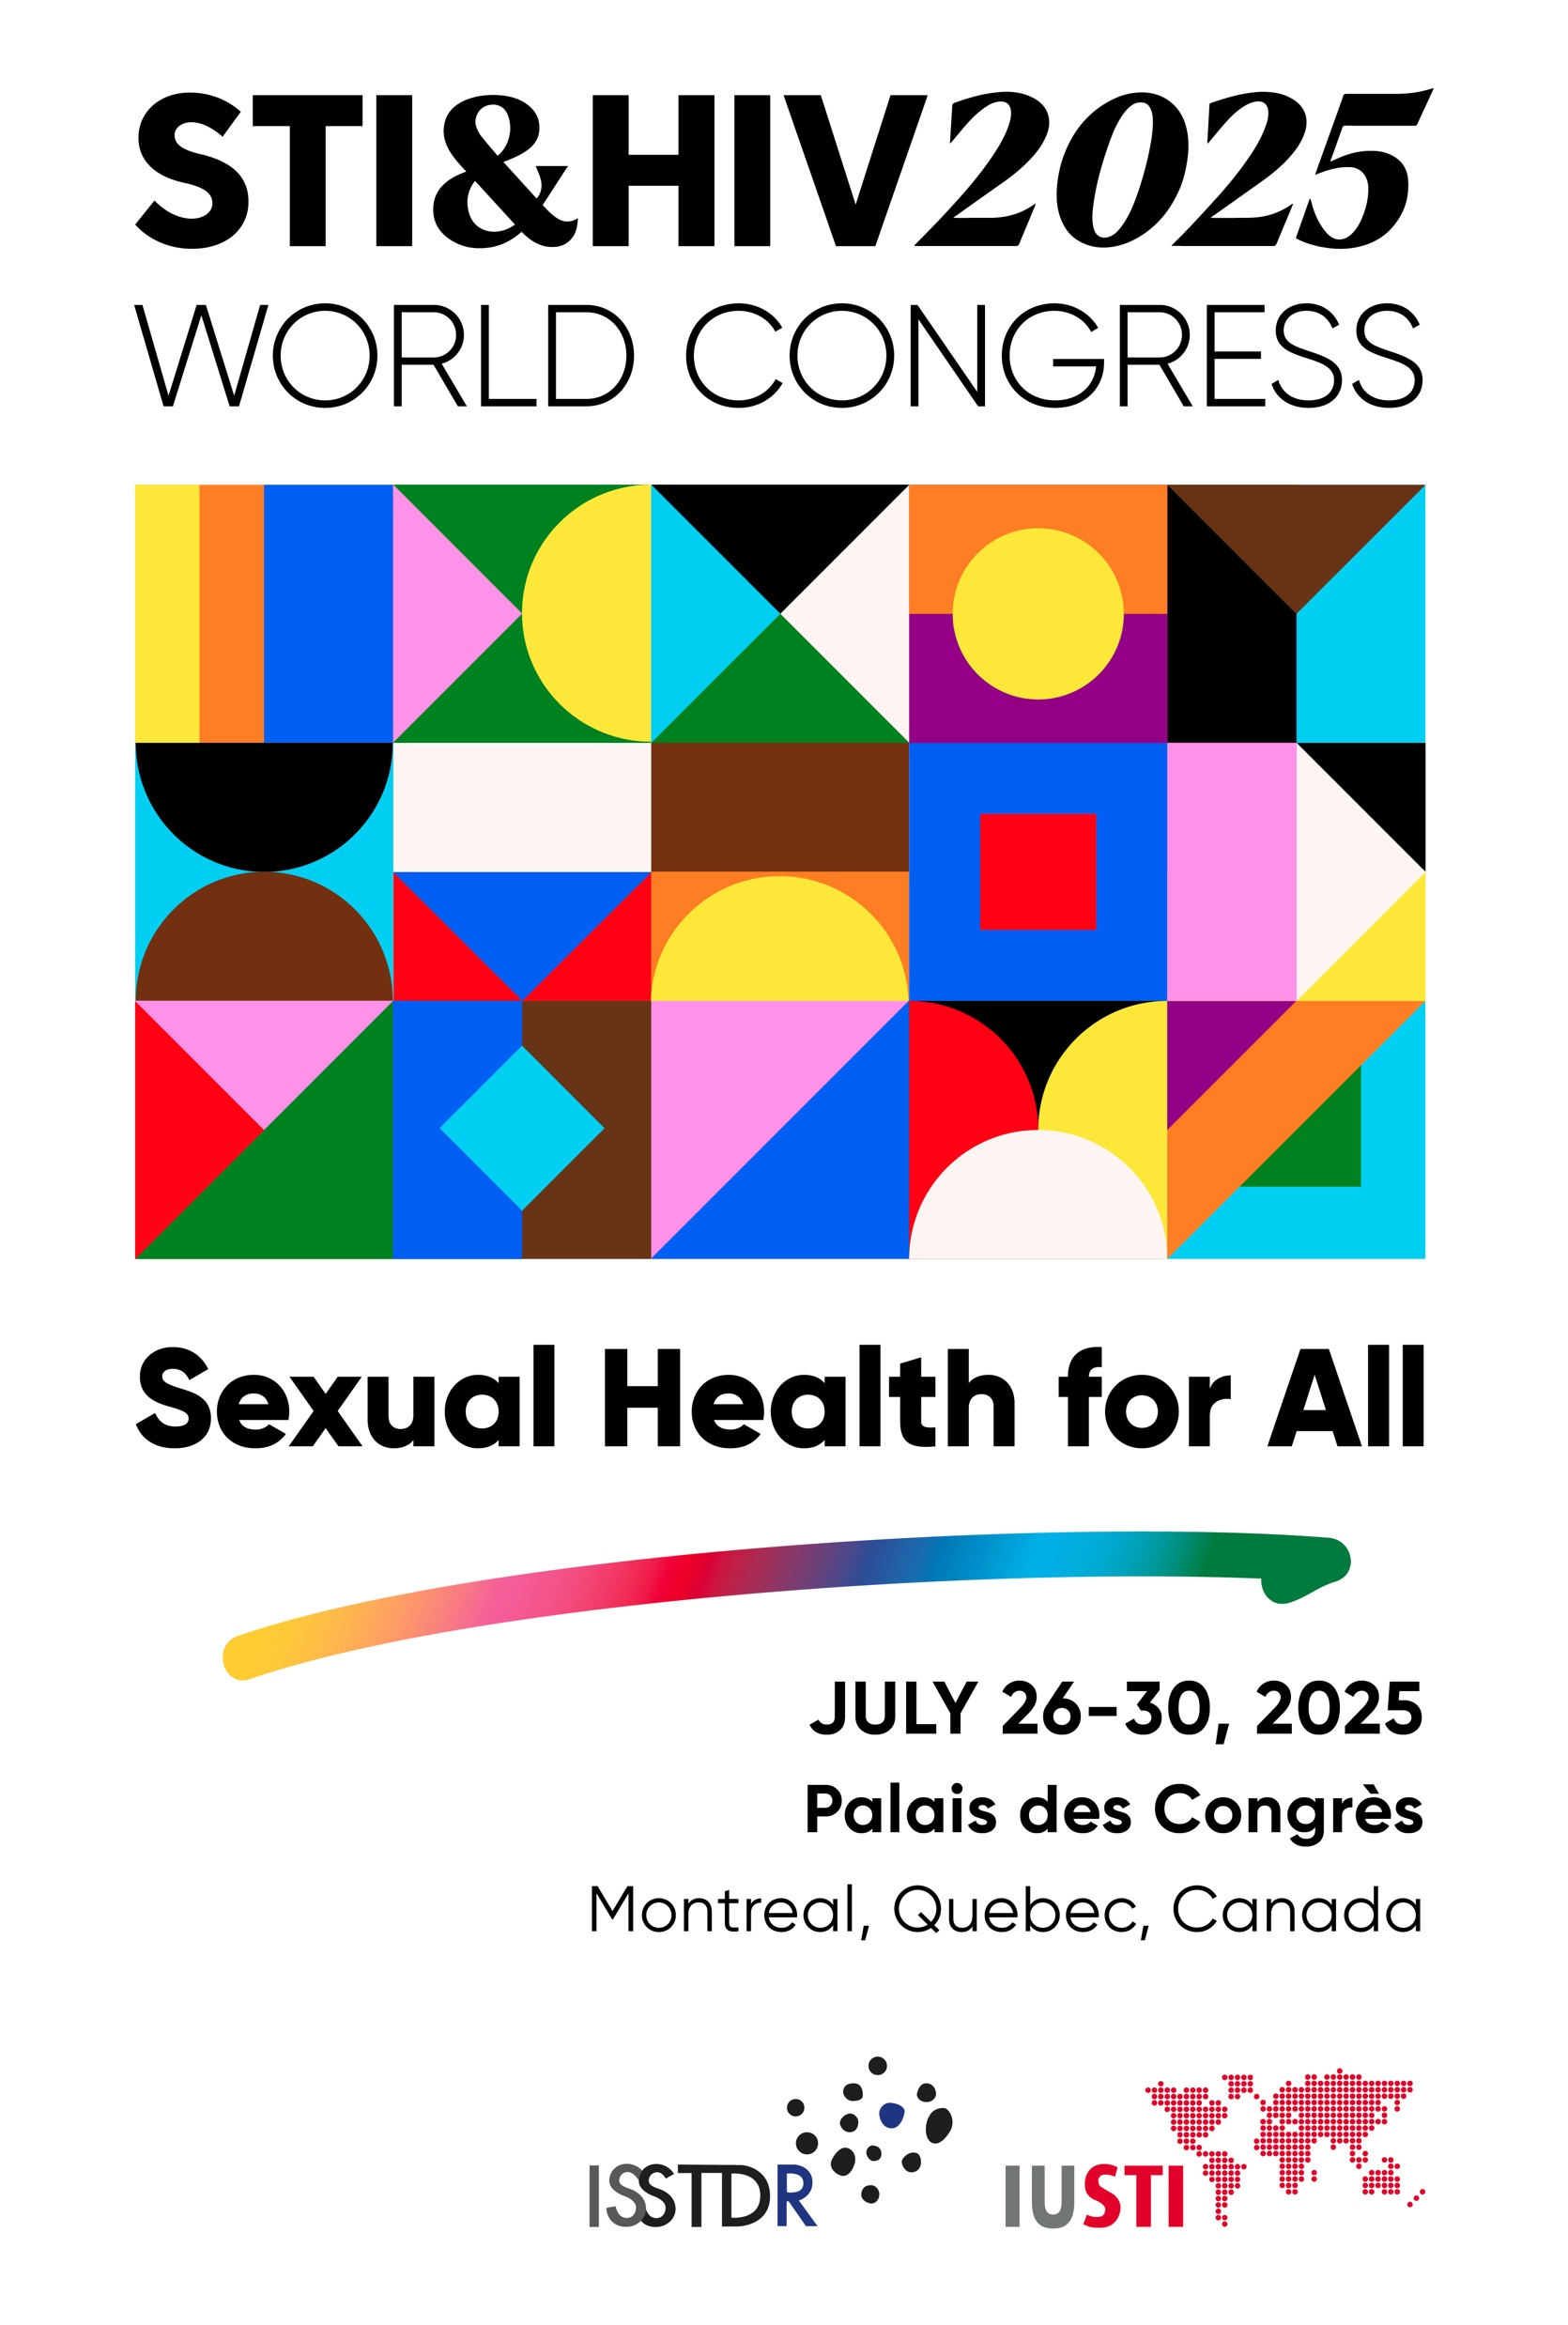 STI&HIV2025
WORLD CONGRESS
Sexual Health for All
JULY 26-30, 2025
Palais des Congrès
Montreal, Quebec, Canada
ISSTDR
IUSTI